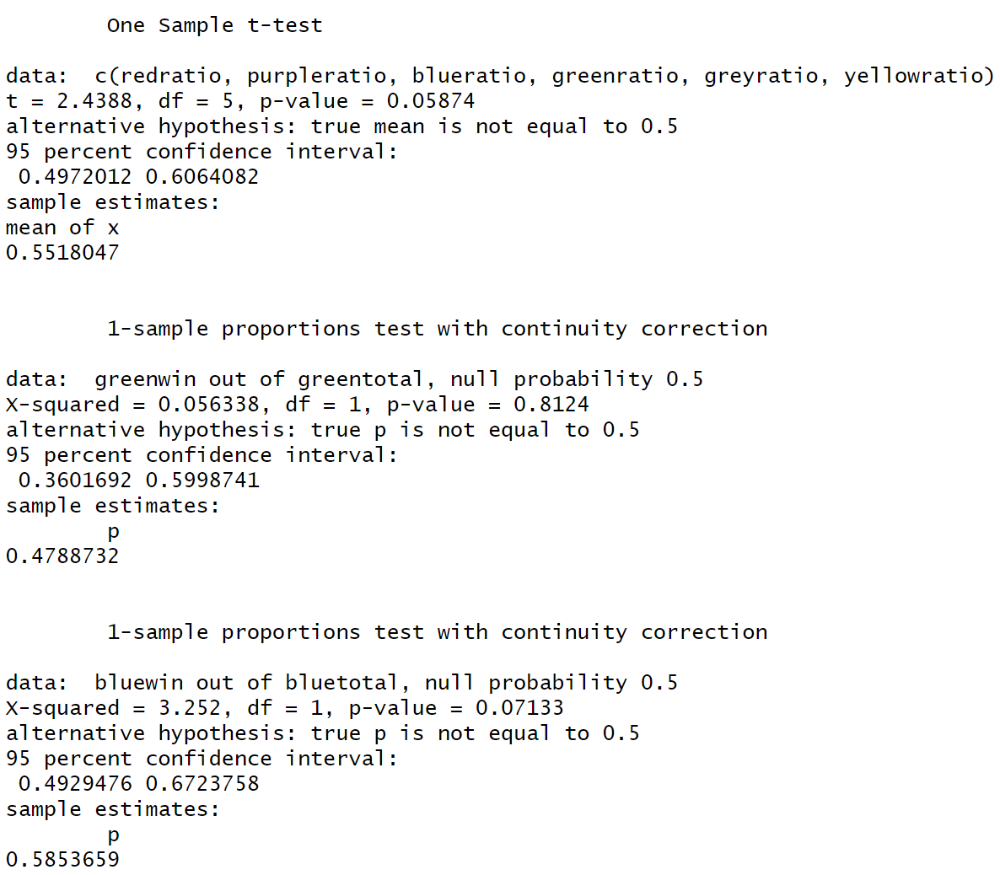 One Sample t-test
data:  c(redratio, purpleratio, blueratio, greenratio, greyratio, yellowratio)
t = 2.4388, df = 5, p-value = 0.05874
alternative hypothesis: true mean is not equal to 0.5
95 percent confidence interval:
 0.4972012 0.6064082
sample estimates:
mean of x
0.5518047
1-sample proportions test with continuity correction
data:  greenwin out of greentotal, null probability 0.5
X-squared = 0.056338, df = 1, p-value = 0.8124
alternative hypothesis: true p is not equal to 0.5
95 percent confidence interval:
 0.3601692 0.5998741
sample estimates:
p
0.4788732
1-sample proportions test with continuity correction
data:  bluewin out of bluetotal, null probability 0.5
X-squared = 3.252, df = 1, p-value = 0.07133
alternative hypothesis: true p is not equal to 0.5
95 percent confidence interval:
 0.4929476 0.6723758
sample estimates:
p
0.5853659